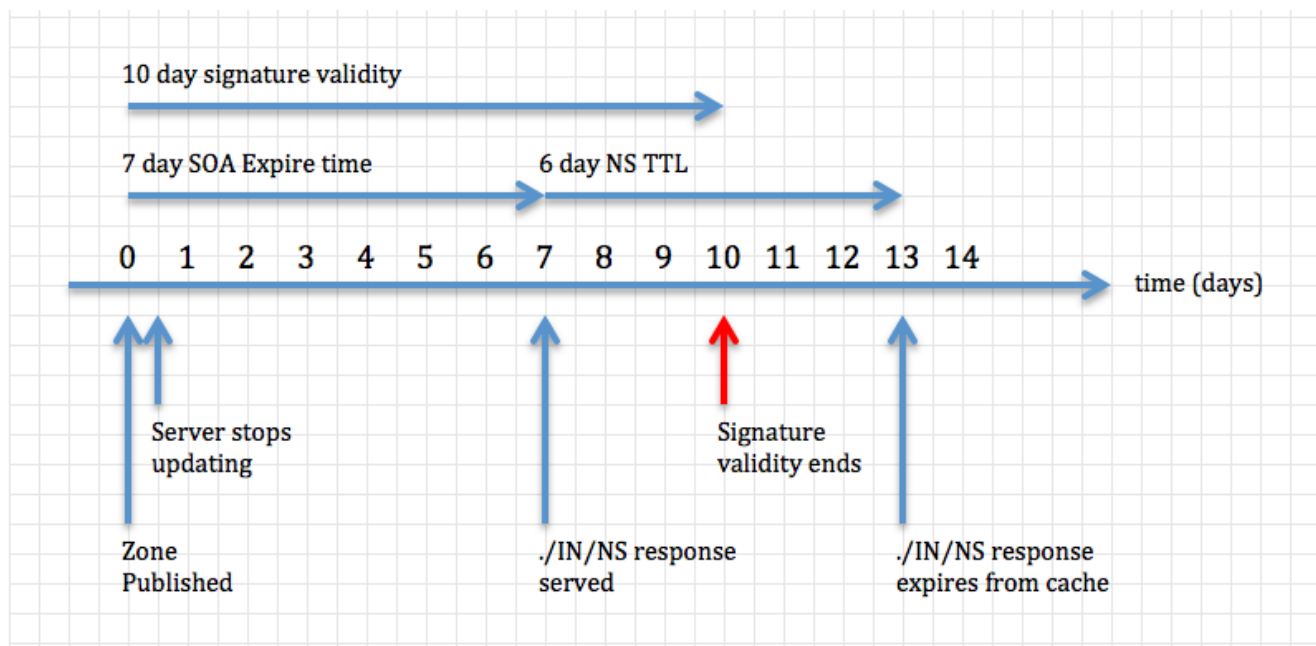 10 day signature validity
7 day SOA Expire time
6 day NS TTL
0 1 2 3 4 5 6 7 8 9 10 11 12 13 14
time (days)
Server stops
updating
Signature
validity ends
Zone
Published
./IN/NS response
served
./IN/NS response
expires from cache